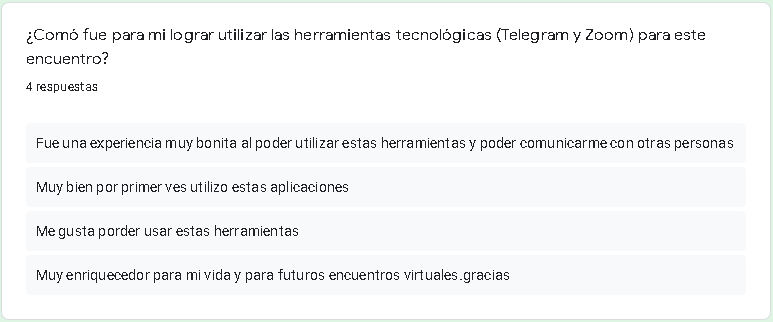 ¿Comó fue para mi lograr utilizar las herramientas tecnológicas (Telegram y Zoom) para este
encuentro?
4 respuestas
Fue una experiencia muy bonita al poder utilizar estas herramientas y poder comunicarme con otras personas
Muy bien por primer ves utilizo estas aplicaciones
Me gusta porder usar estas herramientas
Muy enriquecedor para mi vida y para futuros encuentros virtuales.gracias